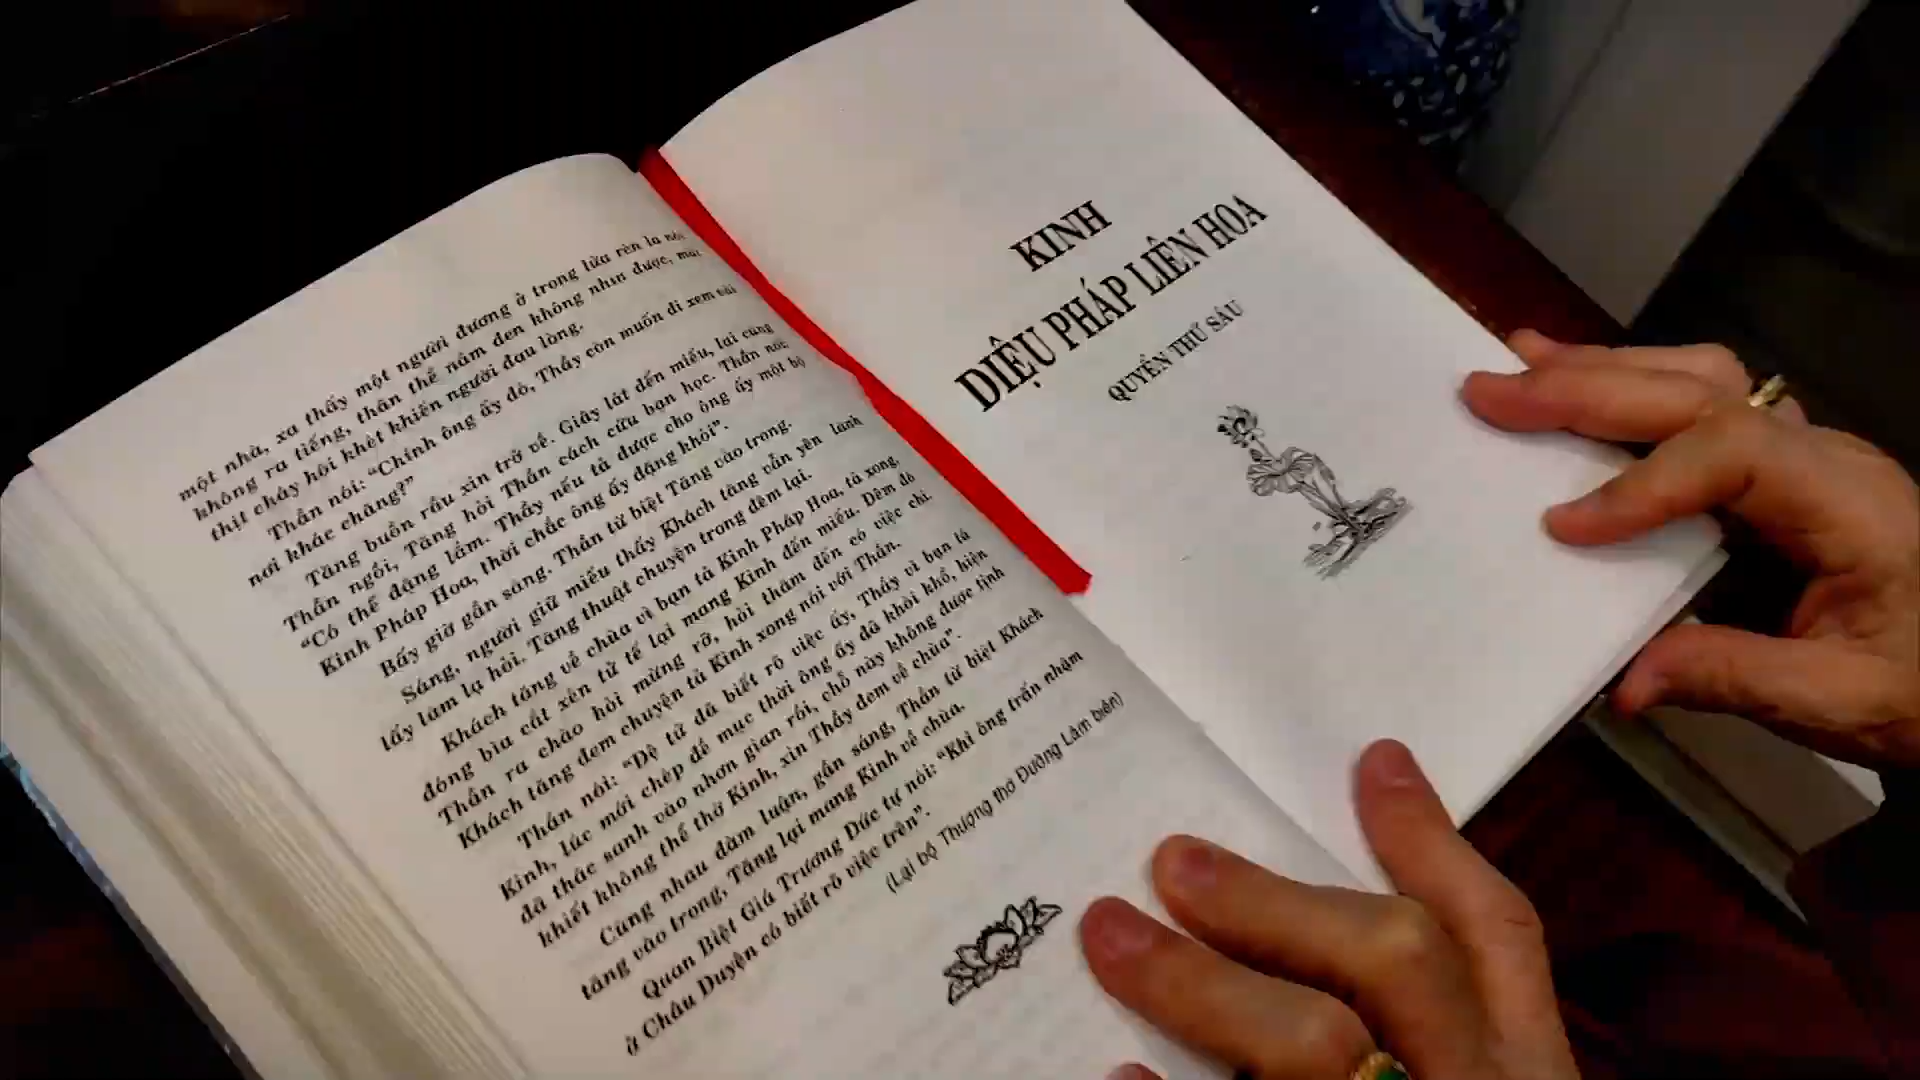 một nhà, xa thấy một người đương ở trong lửa rên la nói
không ra tiếng, thân thể nám đen không nhìn được, mùi
thịt cháy hôi khét khiến người đau lòng.
Thần nói: “Chính ông ấy đó, Thầy còn muốn đi xem
nơi khác chăng?”
Tăng buồn rầu xin trở về. Giây lát đến miếu, lại cùng
Thần ngồi, Tăng hỏi Thần cách cứu bạn học. Thần nói:
“Có thể đặng lắm. Thầy nếu tả được cho ông ấy một bộ
Kinh Pháp Hoa, thời chắc ông ấy đặng khỏi”.
Bấy giờ gần sáng. Thần từ biệt Tăng vào trong.
Sáng, người giữ miếu thấy Khách tăng vẫn yên lành
lấy làm lạ hỏi. Tăng thuật chuyện trong đêm lại.
Khách tăng về chùa vì bạn tả Kinh Pháp Hoa, tả xong,
đóng bìa cắt xén tử tế lại mang Kinh đến miếu. Đêm đó
Thần ra chào hỏi mừng rỡ, hỏi thăm đến có việc chi.
Khách tăng đem chuyện tả Kinh xong nói với Thần.
Thần nói: “Đệ tử đã biết rõ việc ấy, Thầy vì bạn tả
Kinh, lúc mới chép đề mục thời ông ấy đã khỏi khổ, hiện
đã thác sanh vào nhơn gian rồi, chỗ này không được tịnh
khiết không thể thờ Kinh, xin Thầy đem về chùa”.
Cùng nhau đàm luận, gần sáng, Thần từ biệt Khách
tăng vào trong, Tăng lại mang Kinh về chùa.
Quan Biệt Giá Trương Đức tự nói: “Khi ông trấn nhậm
ở Châu Duyện có biết rõ việc trên”.
(Lại bộ Thượng thơ Đường Lâm biên)
KINH
DIỆU PHÁP LIÊN HOA
QUYỂN THỨ SÁU